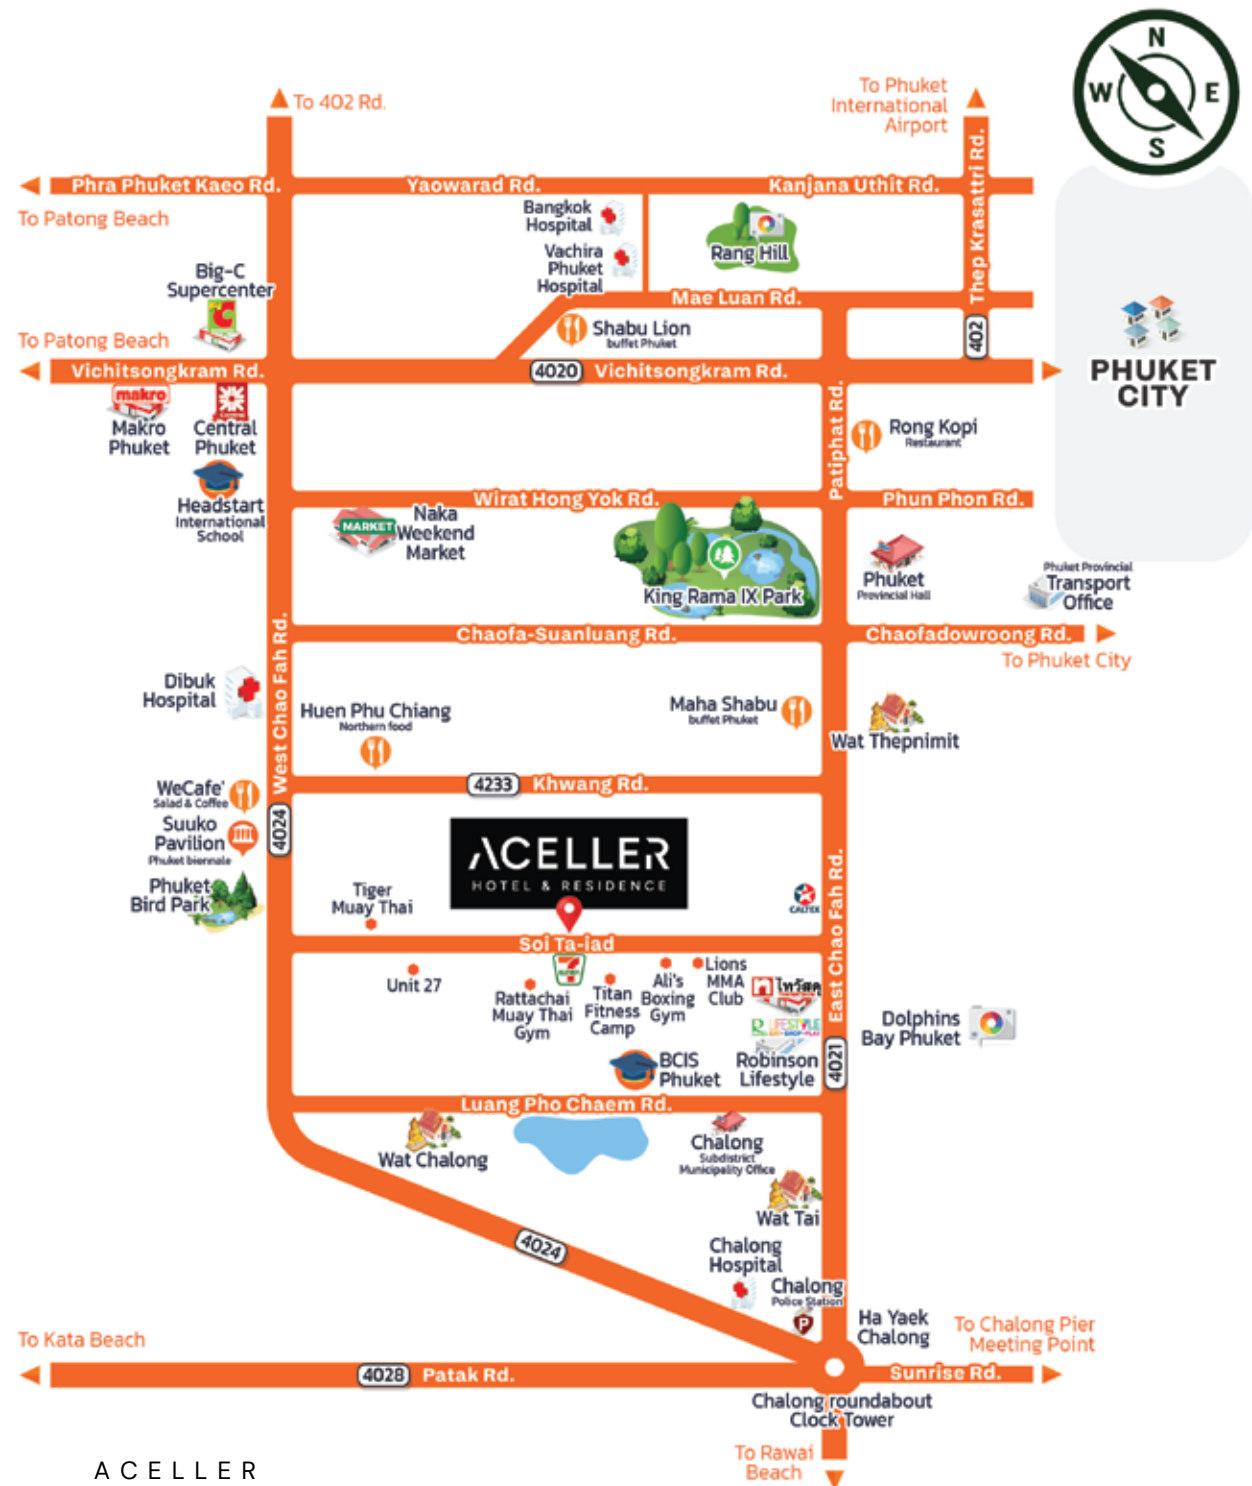 N
W
E
S
To 402 Rd.
To Phuket
International
Airport
Thep Krasattri Rd.
Phra Phuket Kaeo Rd.
Yaowarad Rd.
Kanjana Uthit Rd.
To Patong Beach
Bangkok
Hospital
Vachira
Phuket
Hospital
Rang Hill
Big-C
Supercenter
C
Mae Luan Rd.
402
Shabu Lion
buffet Phuket
To Patong Beach
Vichitsongkram Rd.
4020
Vichitsongkram Rd.
PHUKET
CITY
makro
Makro
Phuket
Central
Phuket
Patiphat Rd.
Rong Kopi
Restaurant
Headstart
International
School
Wirat Hong Yok Rd.
Phun Phon Rd.
MARKET
Naka
Weekend
Market
King Rama IX Park
Phuket
Provincial Hall
Phuket Provincial
Transport
Office
Chaofa-Suanluang Rd.
Chaofadowroong Rd.
To Phuket City
West Chao Fah Rd.
Dibuk
Hospital
Huen Phu Chiang
Northern food
Maha Shabu
buffet Phuket
Wat Thepnimit
4233
Khwang Rd.
WeCafe'
Salad & Coffee
4024
Suuko
Pavilion
Phuket biennale
Phuket
Bird Park
ACELLER
HOTEL & RESIDENCE
Tiger
Muay Thai
CALTEX
East Chao Fah Rd.
Soi Ta-iad
7
Unit 27
Rattachai
Muay Thai
Gym
Titan
Fitness
Camp
Ali's
Boxing
Gym
Lions
MMA
Club
ไทวัสดุ
LIFESTYLE
Robinson
Lifestyle
4021
Dolphins
Bay Phuket
BCIS
Phuket
Luang Pho Chaem Rd.
Wat Chalong
Chalong
Subdistrict
Municipality Office
Wat Tai
4024
Chalong
Hospital
Chalong
Police Station
P
Ha Yaek
Chalong
To Chalong Pier
Meeting Point
To Kata Beach
4028
Patak Rd.
Sunrise Rd.
Chalong roundabout
Clock Tower
To Rawai
Beach
ACELLER